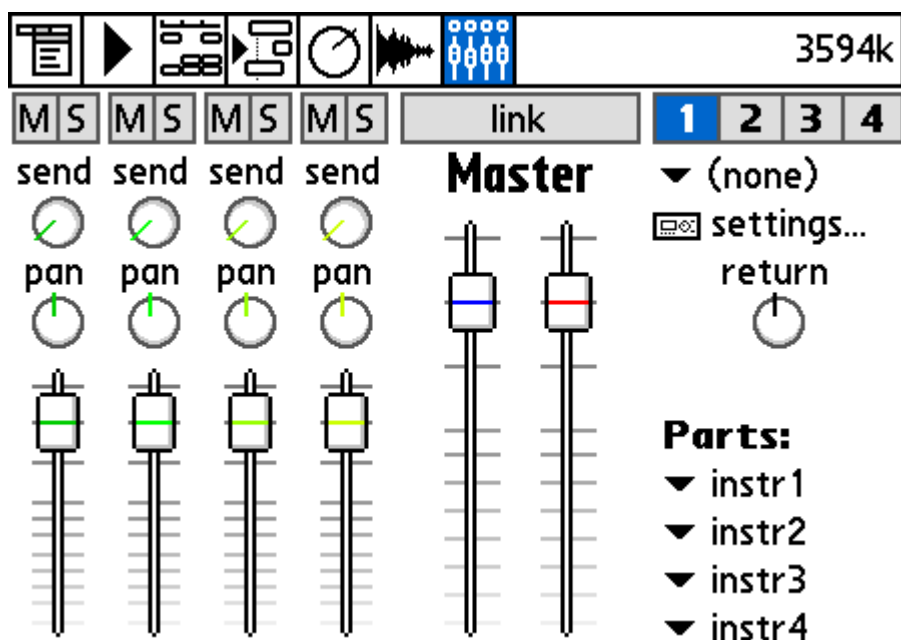 3594k
M S M S M S M S link 1 2 3 4
send send send send Master (none)
settings...
pan pan pan pan return
Parts:
instr1
instr2
instr3
instr4